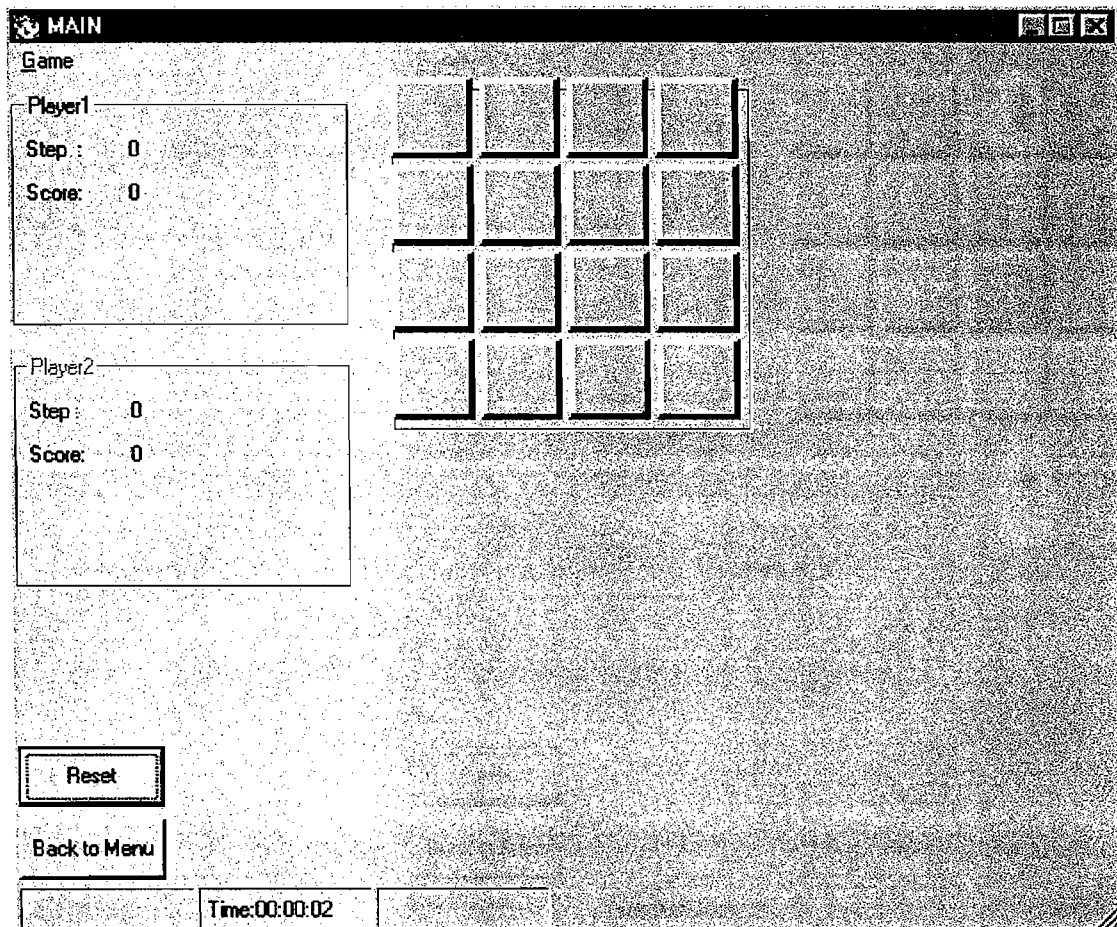 MAIN
Game
Player1
Step : 0
Score: 0
Player2
Step : 0
Score: 0
Reset
Back to Menu
Time:00:00:02